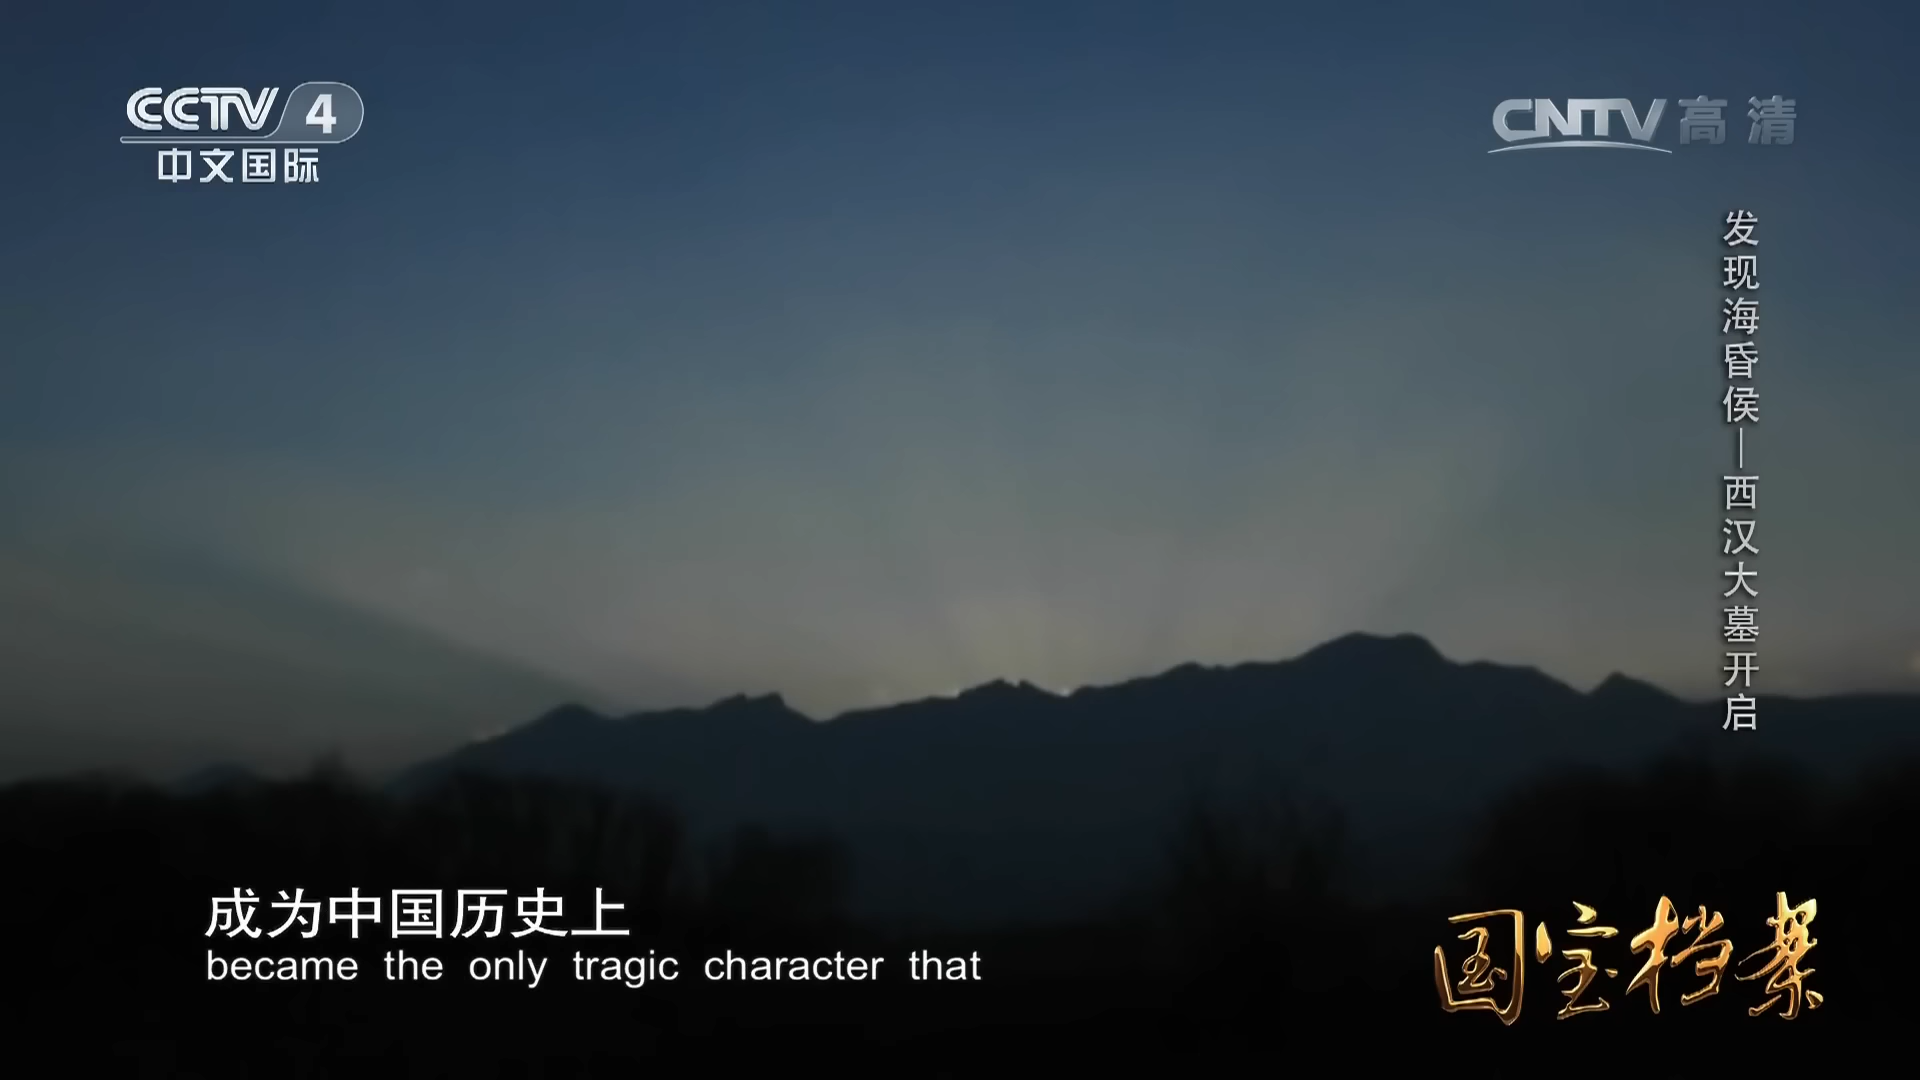 CCTV 4
中文国际
CNTV 高清
发现海昏侯—西汉大墓开启
成为中国历史上
became the only tragic character that
国宝档案